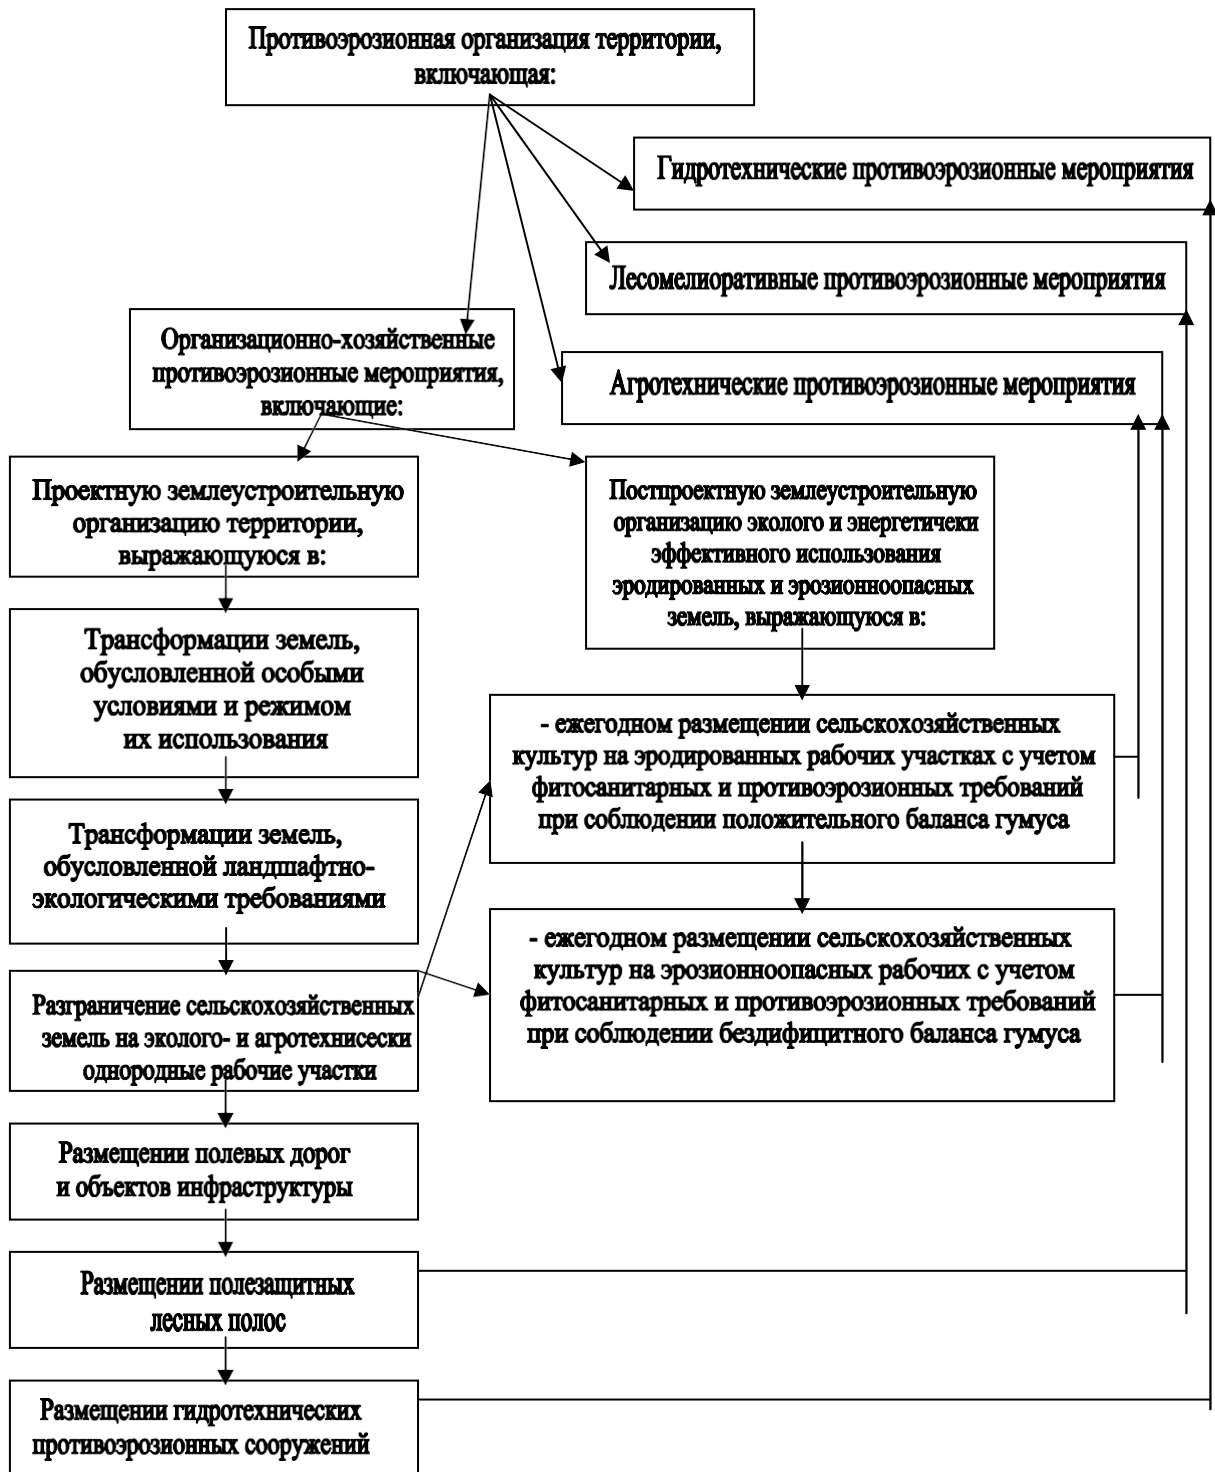 Противоэрозионная организация территории,
включающая:
Гидротехнические противоэрозионные мероприятия
Лесомелиоративные противоэрозионные мероприятия
Организационно-хозяйственные
противоэрозионные мероприятия,
включающие:
Агротехнические противоэрозионные мероприятия
Проектную землеустроительную
организацию территории,
выражающуюся в:
Постпроектную землеустроительную
организацию эколого и энергетичеки
эффективного использования
эродированных и эрозионноопасных
земель, выражающуюся в:
Трансформации земель,
обусловленной особыми
условиями и режимом
их использования
- ежегодном размещении сельскохозяйственных
культур на эродированных рабочих участках с учетом
фитосанитарных и противоэрозионных требований
при соблюдении положительного баланса гумуса
Трансформации земель,
обусловленной ландшафтно-
экологическими требованиями
- ежегодном размещении сельскохозяйственных
культур на эрозионноопасных рабочих с учетом
фитосанитарных и противоэрозионных требований
при соблюдении бездифицитного баланса гумуса
Разграничение сельскохозяйственных
земель на эколого- и агротехнисески
однородные рабочие участки
Размещении полевых дорог
и объектов инфраструктуры
Размещении полезащитных
лесных полос
Размещении гидротехнических
противоэрозионных сооружений